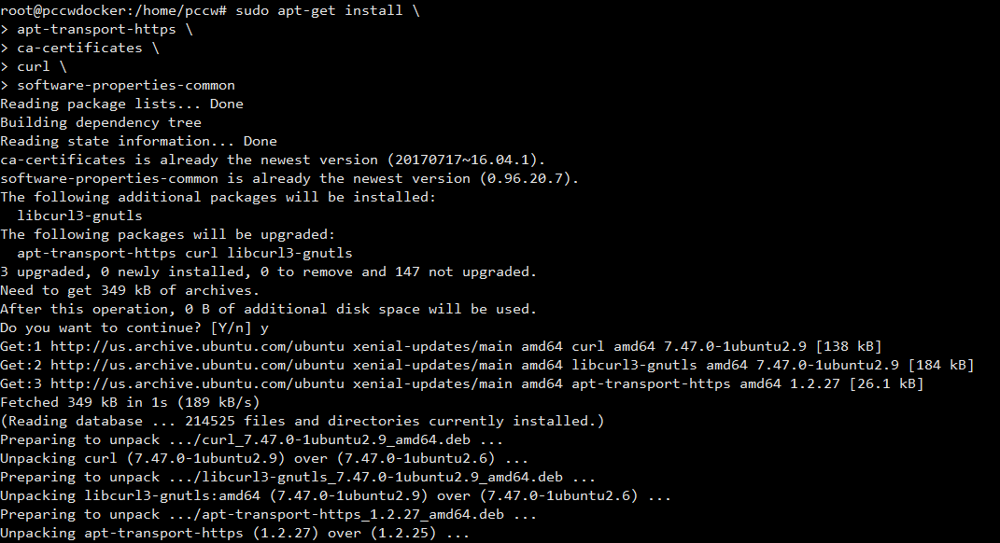 root@pccwdocker:/home/pccw# sudo apt-get install \
> apt-transport-https \
> ca-certificates \
> curl \
> software-properties-common
Reading package lists... Done
Building dependency tree
Reading state information... Done
ca-certificates is already the newest version (20170717~16.04.1).
software-properties-common is already the newest version (0.96.20.7).
The following additional packages will be installed:
  libcurl3-gnutls
The following packages will be upgraded:
  apt-transport-https curl libcurl3-gnutls
3 upgraded, 0 newly installed, 0 to remove and 147 not upgraded.
Need to get 349 kB of archives.
After this operation, 0 B of additional disk space will be used.
Do you want to continue? [Y/n] y
Get:1 http://us.archive.ubuntu.com/ubuntu xenial-updates/main amd64 curl amd64 7.47.0-1ubuntu2.9 [138 kB]
Get:2 http://us.archive.ubuntu.com/ubuntu xenial-updates/main amd64 libcurl3-gnutls amd64 7.47.0-1ubuntu2.9 [184 kB]
Get:3 http://us.archive.ubuntu.com/ubuntu xenial-updates/main amd64 apt-transport-https amd64 1.2.27 [26.1 kB]
Fetched 349 kB in 1s (189 kB/s)
(Reading database ... 214525 files and directories currently installed.)
Preparing to unpack .../curl_7.47.0-1ubuntu2.9_amd64.deb ...
Unpacking curl (7.47.0-1ubuntu2.9) over (7.47.0-1ubuntu2.6) ...
Preparing to unpack .../libcurl3-gnutls_7.47.0-1ubuntu2.9_amd64.deb ...
Unpacking libcurl3-gnutls:amd64 (7.47.0-1ubuntu2.9) over (7.47.0-1ubuntu2.6) ...
Preparing to unpack .../apt-transport-https_1.2.27_amd64.deb ...
Unpacking apt-transport-https (1.2.27) over (1.2.25) ...